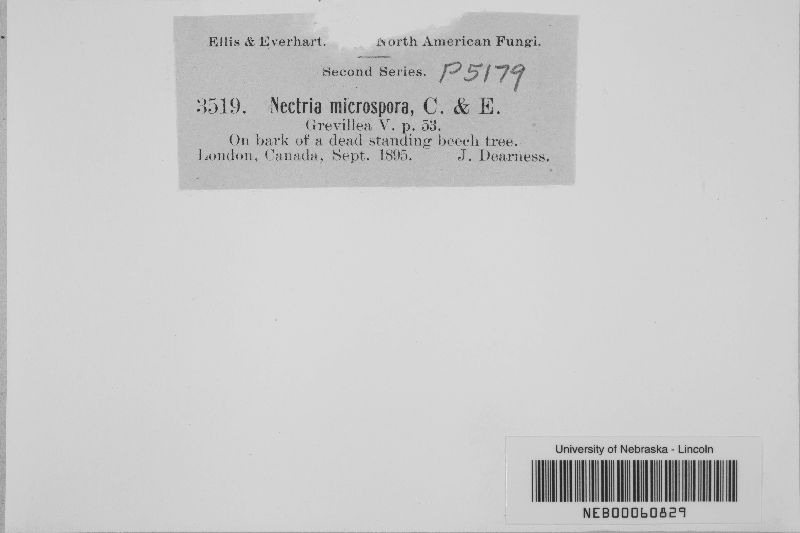 Ellis & Everhart. North American Fungi.
Second Series. P5179
3519. Nectria microspora, C. & E.
Grevillea V. p. 53.
On bark of a dead standing beech tree.
London, Canada, Sept. 1895. J. Dearness.
University of Nebraska - Lincoln
NEB00060829